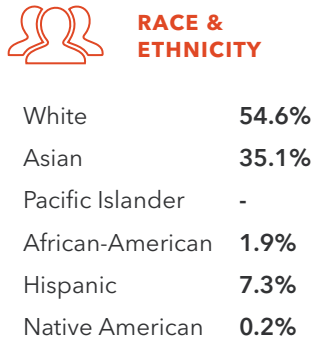 RACE &
ETHNICITY
White 54.6%
Asian 35.1%
Pacific Islander -
African-American 1.9%
Hispanic 7.3%
Native American 0.2%